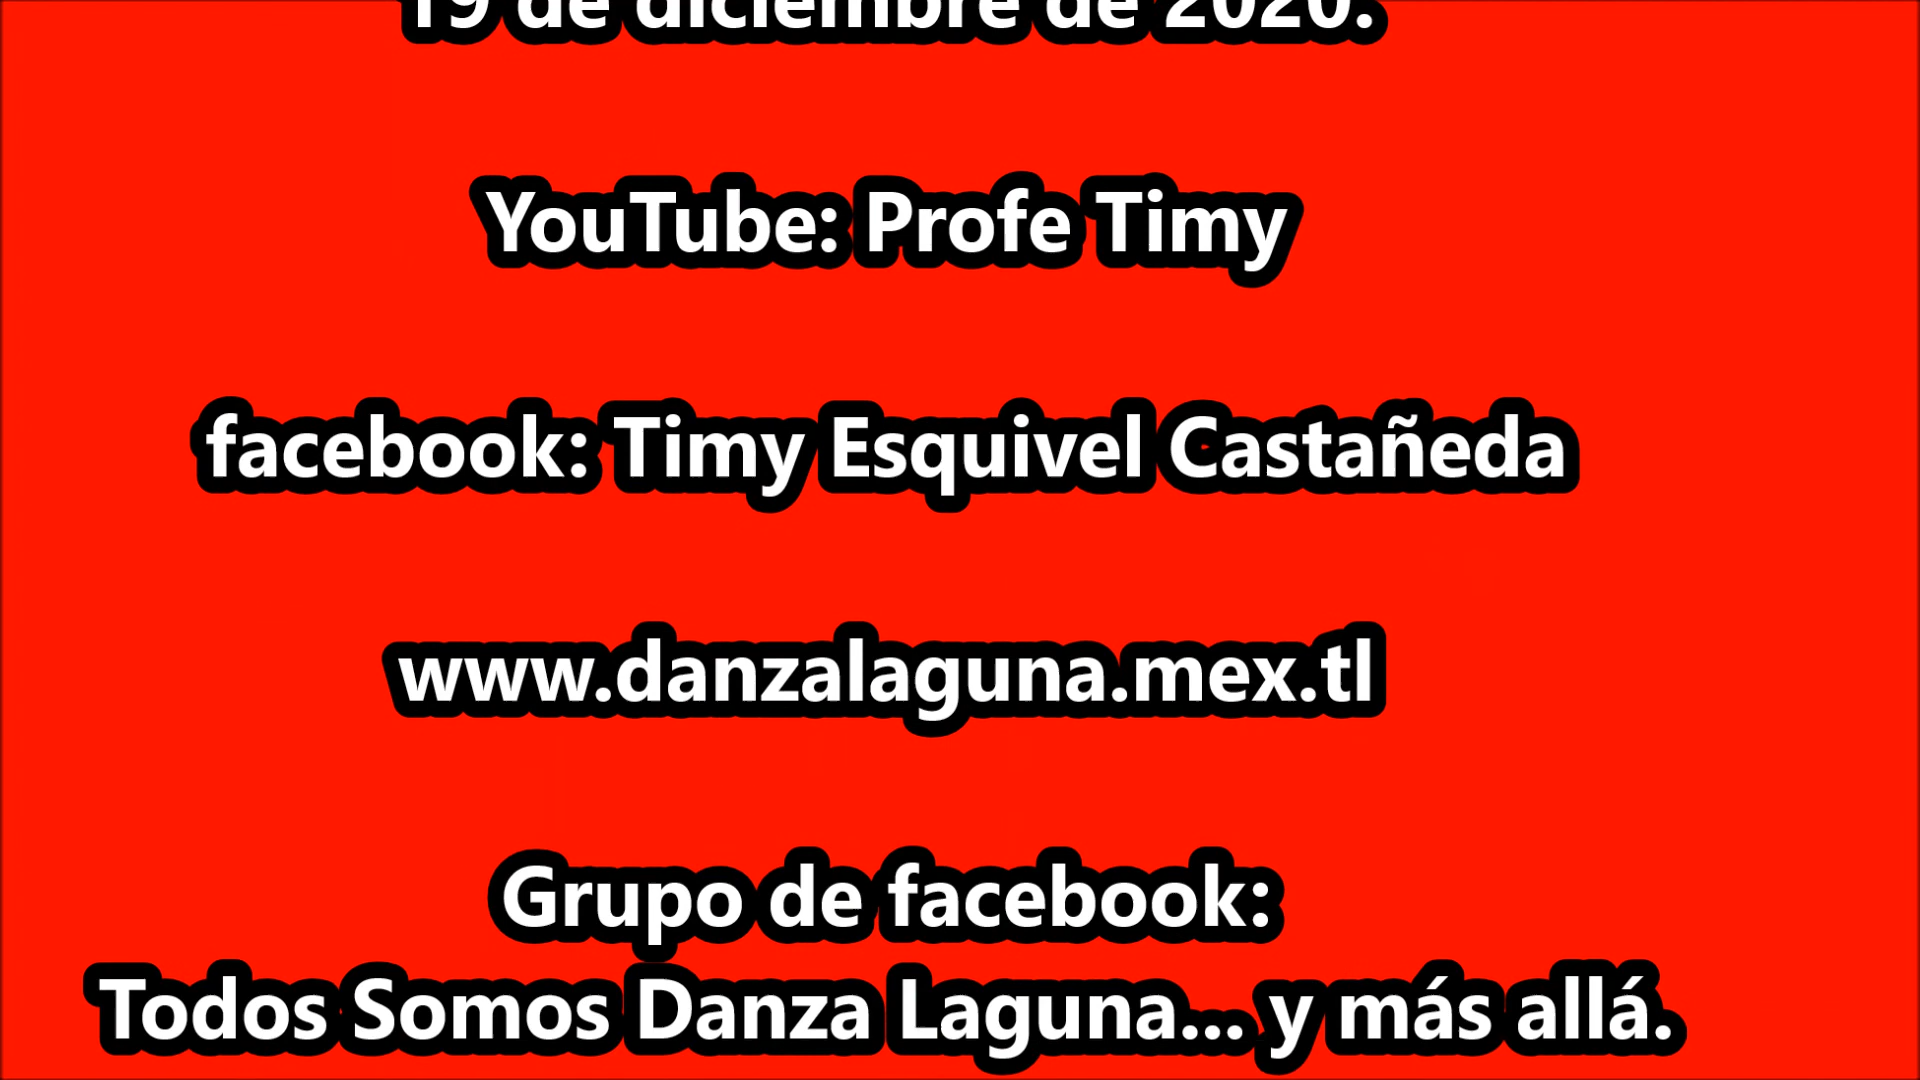 19 de diciembre de 2020.
YouTube: Profe Timy
facebook: Timy Esquivel Castañeda
www.danzalaguna.mex.tl
Grupo de facebook:
Todos Somos Danza Laguna... y más allá.